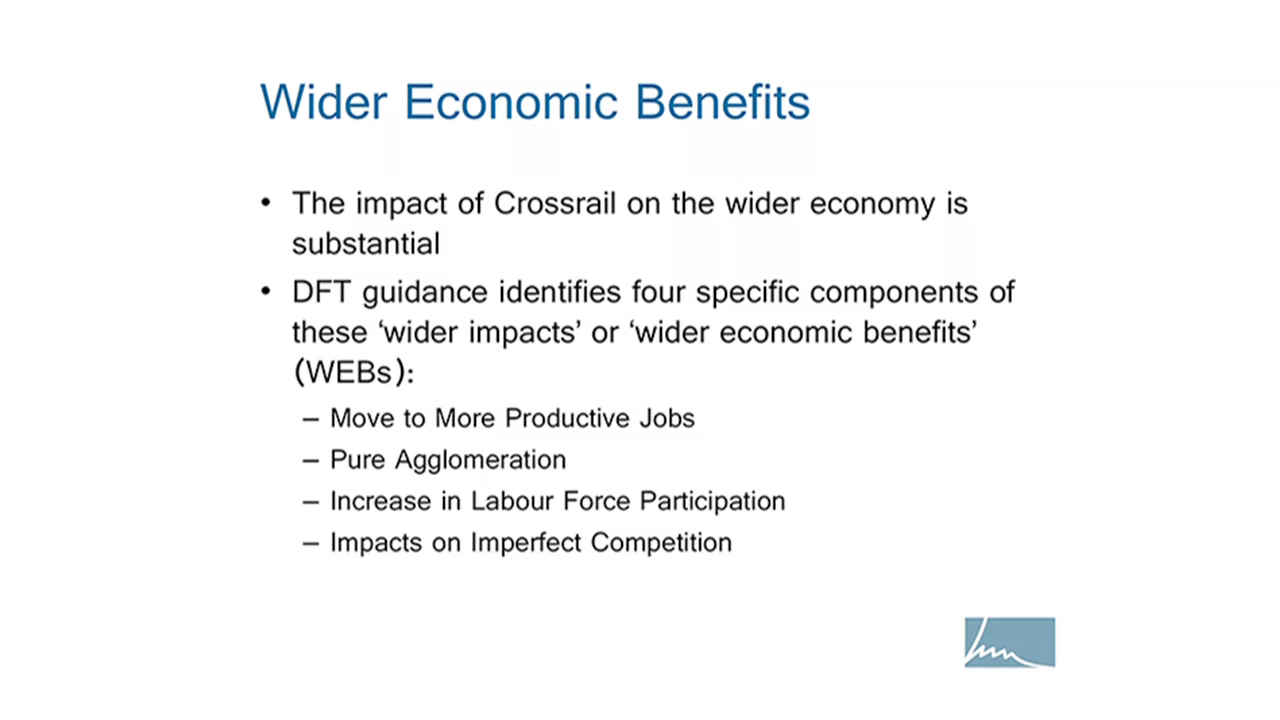 Wider Economic Benefits
• The impact of Crossrail on the wider economy is
substantial
• DFT guidance identifies four specific components of
these ‘wider impacts’ or ‘wider economic benefits’
(WEBs):
– Move to More Productive Jobs
– Pure Agglomeration
– Increase in Labour Force Participation
– Impacts on Imperfect Competition